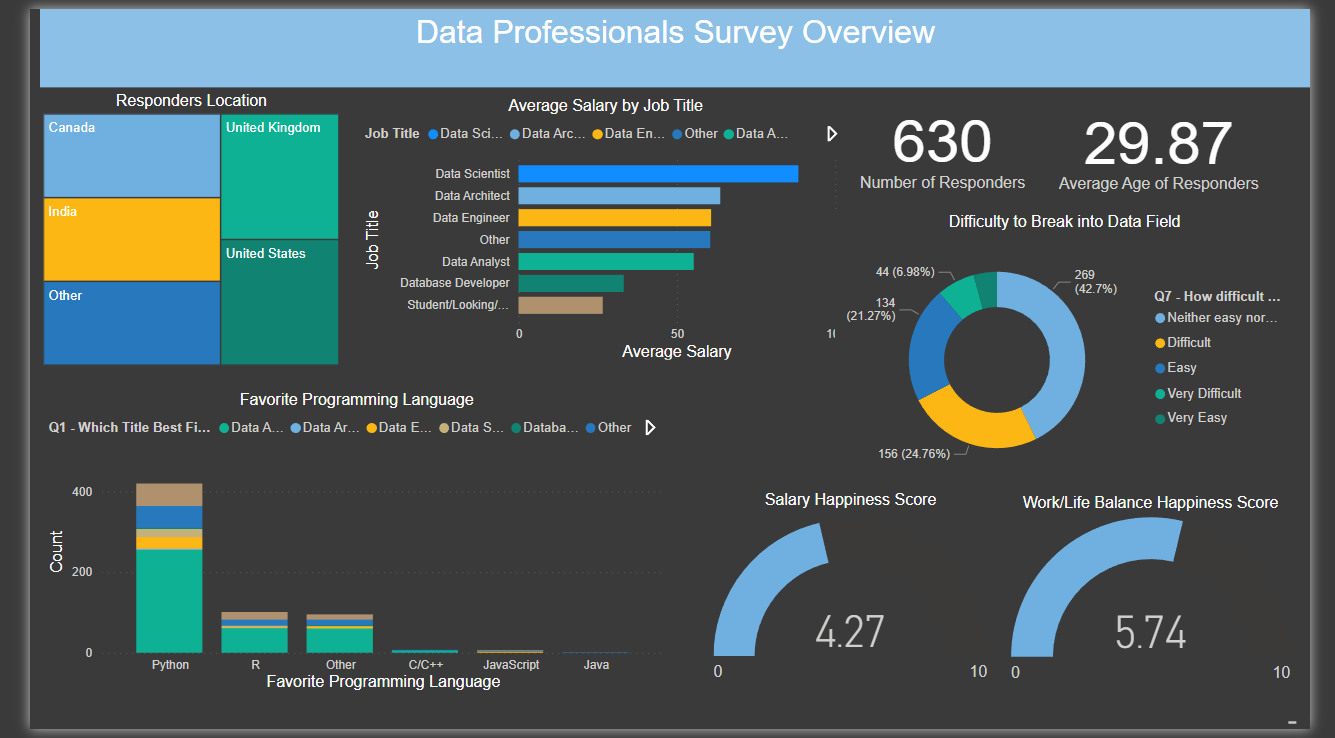 Data Professionals Survey Overview
Responders Location
Canada
United Kingdom
India
United States
Other
Average Salary by Job Title
Job Title Data Sci... Data Arc... Data En... Other Data A...
Job Title
Data Scientist
Data Architect
Data Engineer
Other
Data Analyst
Database Developer
Student/Looking/...
0 50 10
Average Salary
630
Number of Responders
29.87
Average Age of Responders
Difficulty to Break into Data Field
44 (6.98%)
269
(42.7%)
134
(21.27%)
156 (24.76%)
Q7 - How difficult ...
Neither easy nor...
Difficult
Easy
Very Difficult
Very Easy
Favorite Programming Language
Q1 - Which Title Best Fi... Data A... Data Ar... Data E... Data S... Databa... Other
Count
400
200
0
Python R Other C/C++ JavaScript Java
Favorite Programming Language
Salary Happiness Score
4.27
0 10
Work/Life Balance Happiness Score
5.74
0 10